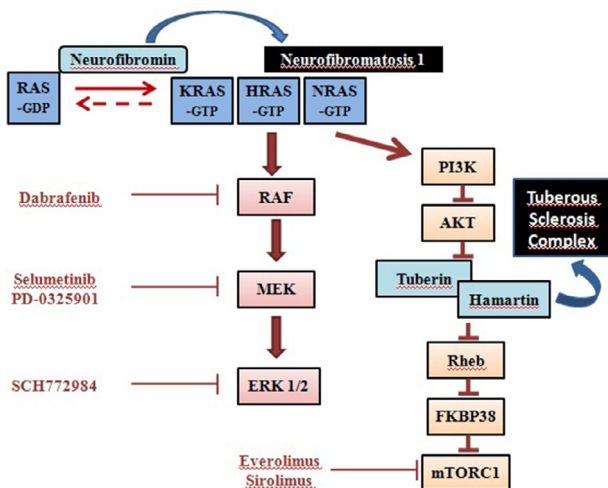 Neurofibromin
Neurofibromatosis 1
RAS
-GDP
KRAS
-GTP
HRAS
-GTP
NRAS
-GTP
PI3K
Dabrafenib
RAF
AKT
Tuberous
Sclerosis
Complex
Tuberin
Hamartin
Selumetinib
PD-0325901
MEK
Rheb
SCH772984
ERK 1/2
FKBP38
Everolimus
Sirolimus
mTORC1